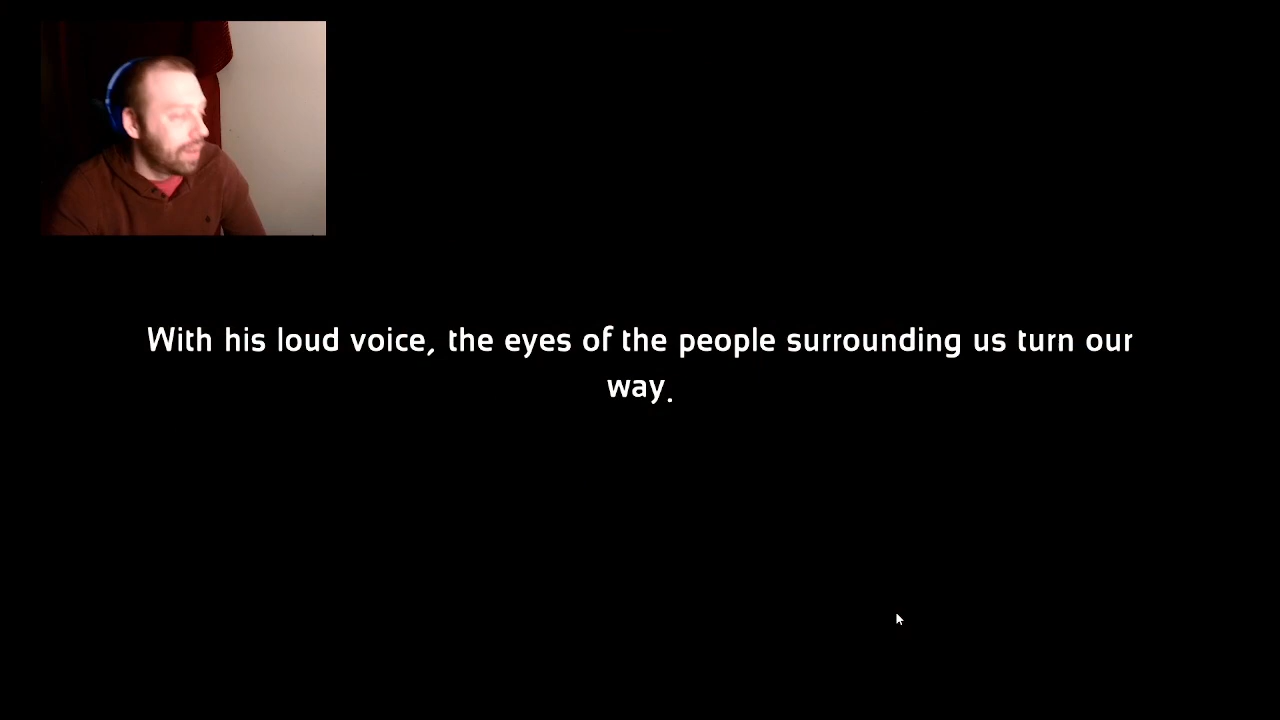 With his loud voice, the eyes of the people surrounding us turn our
way.